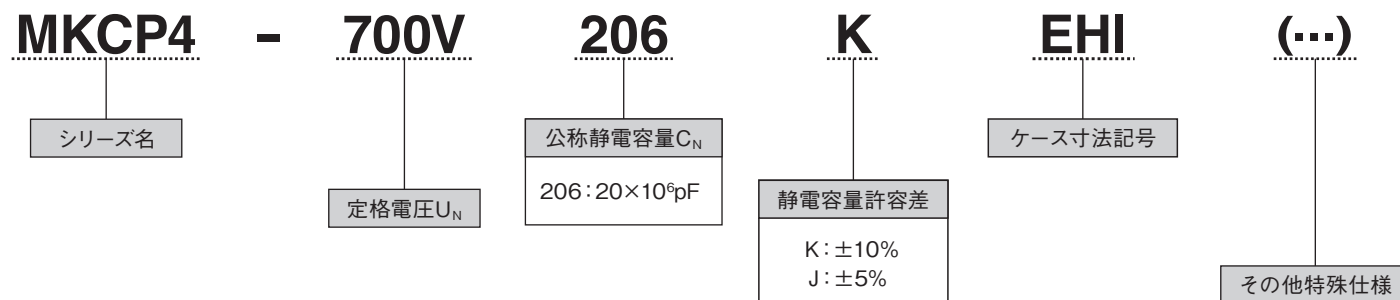 MKCP4 - 700V 206 K EHI (···)
シリーズ名
定格電圧U_N
公称静電容量C_N
206：20×10⁶pF
静電容量許容差
K：±10%
J：±5%
ケース寸法記号
その他特殊仕様